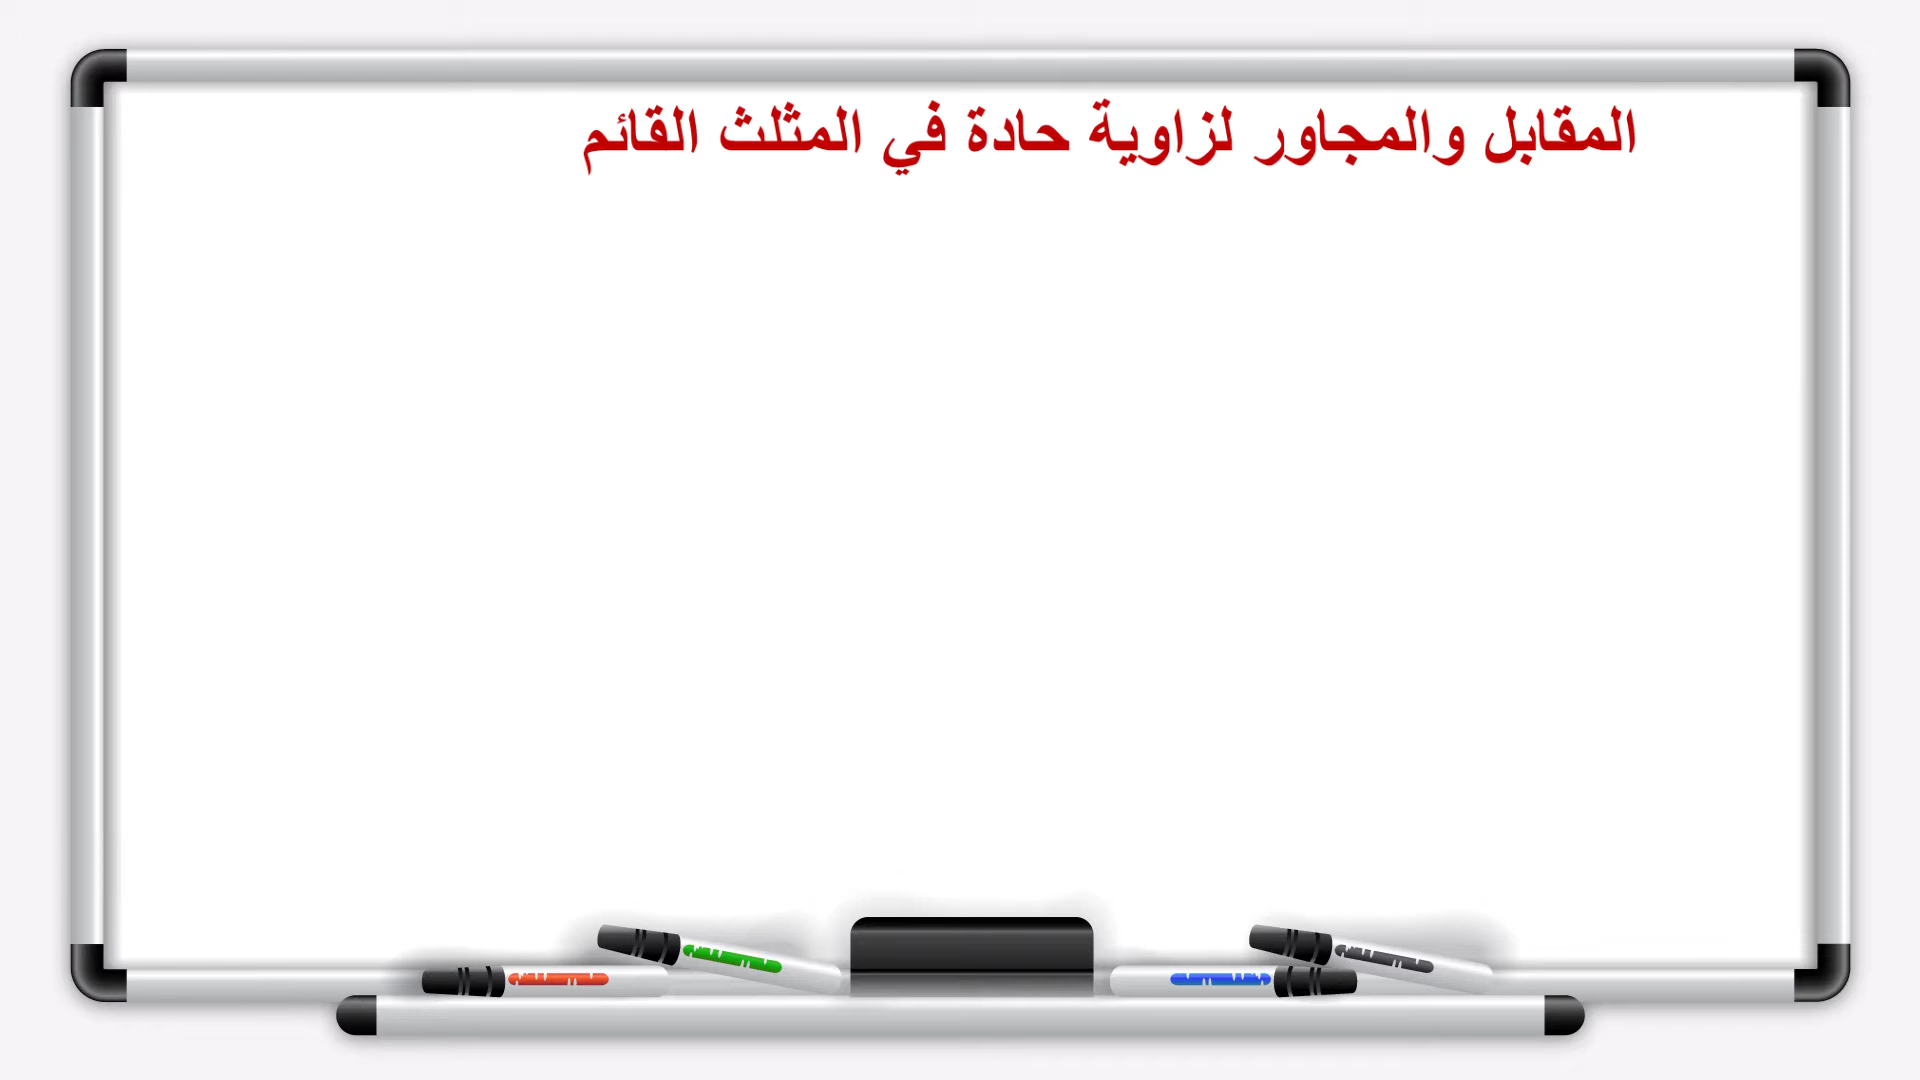 المقابل والمجاور لزاوية حادة في المثلث القائم